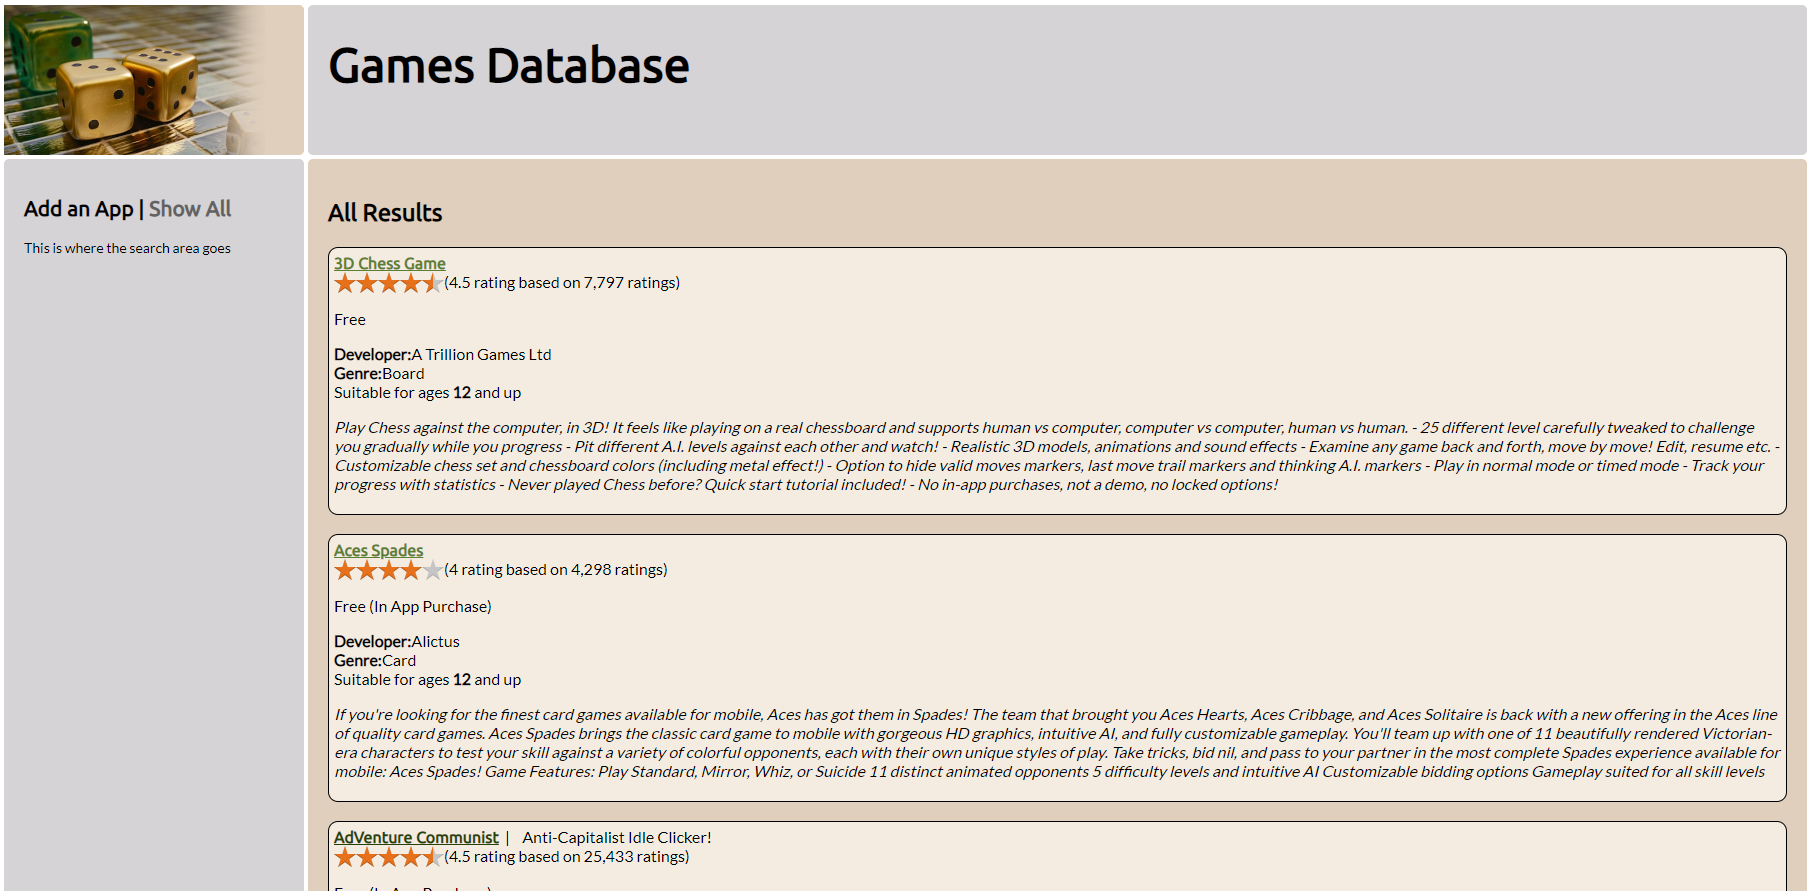 Games Database
Add an App | Show All
This is where the search area goes
All Results
3D Chess Game
(4.5 rating based on 7,797 ratings)
Free
Developer:A Trillion Games Ltd
Genre:Board
Suitable for ages 12 and up
Play Chess against the computer, in 3D! It feels like playing on a real chessboard and supports human vs computer, computer vs computer, human vs human. - 25 different level carefully tweaked to challenge
you gradually while you progress - Pit different A.I. levels against each other and watch! - Realistic 3D models, animations and sound effects - Examine any game back and forth, move by move! Edit, resume etc. -
Customizable chess set and chessboard colors (including metal effect!) - Option to hide valid moves markers, last move trail markers and thinking A.I. markers - Play in normal mode or timed mode - Track your
progress with statistics - Never played Chess before? Quick start tutorial included! - No in-app purchases, not a demo, no locked options!
Aces Spades
(4 rating based on 4,298 ratings)
Free (In App Purchase)
Developer:Alictus
Genre:Card
Suitable for ages 12 and up
If you're looking for the finest card games available for mobile, Aces has got them in Spades! The team that brought you Aces Hearts, Aces Cribbage, and Aces Solitaire is back with a new offering in the Aces line
of quality card games. Aces Spades brings the classic card game to mobile with gorgeous HD graphics, intuitive AI, and fully customizable gameplay. You'll team up with one of 11 beautifully rendered Victorian-
era characters to test your skill against a variety of colorful opponents, each with their own unique styles of play. Take tricks, bid nil, and pass to your partner in the most complete Spades experience available for
mobile: Aces Spades! Game Features: Play Standard, Mirror, Whiz, or Suicide 11 distinct animated opponents 5 difficulty levels and intuitive AI Customizable bidding options Gameplay suited for all skill levels
AdVenture Communist | Anti-Capitalist Idle Clicker!
(4.5 rating based on 25,433 ratings)